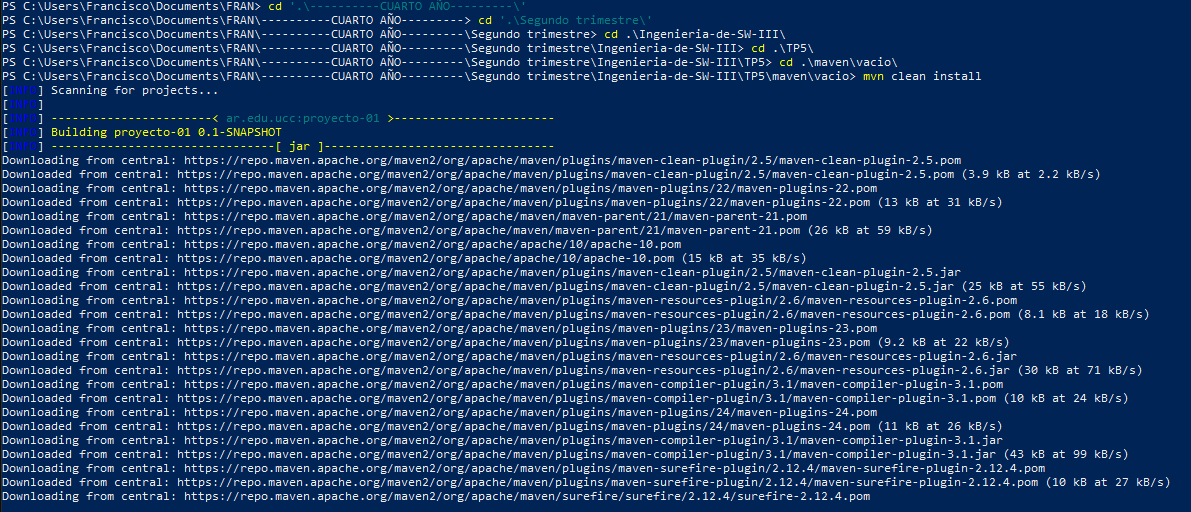 PS C:\Users\Francisco\Documents\FRAN> cd '.\----------CUARTO AÑO---------\'
PS C:\Users\Francisco\Documents\FRAN\----------CUARTO AÑO---------> cd '.\Segundo trimestre\'
PS C:\Users\Francisco\Documents\FRAN\----------CUARTO AÑO---------\Segundo trimestre> cd .\Ingenieria-de-SW-III\
PS C:\Users\Francisco\Documents\FRAN\----------CUARTO AÑO---------\Segundo trimestre\Ingenieria-de-SW-III> cd .\TP5\
PS C:\Users\Francisco\Documents\FRAN\----------CUARTO AÑO---------\Segundo trimestre\Ingenieria-de-SW-III\TP5> cd .\maven\vacio\
PS C:\Users\Francisco\Documents\FRAN\----------CUARTO AÑO---------\Segundo trimestre\Ingenieria-de-SW-III\TP5\maven\vacio> mvn clean install
[INFO] Scanning for projects...
[INFO]
[INFO] -----------------------< ar.edu.ucc:proyecto-01 >-----------------------
[INFO] Building proyecto-01 0.1-SNAPSHOT
[INFO] --------------------------------[ jar ]---------------------------------
Downloading from central: https://repo.maven.apache.org/maven2/org/apache/maven/plugins/maven-clean-plugin/2.5/maven-clean-plugin-2.5.pom
Downloaded from central: https://repo.maven.apache.org/maven2/org/apache/maven/plugins/maven-clean-plugin/2.5/maven-clean-plugin-2.5.pom (3.9 kB at 2.2 kB/s)
Downloading from central: https://repo.maven.apache.org/maven2/org/apache/maven/plugins/maven-plugins/22/maven-plugins-22.pom
Downloaded from central: https://repo.maven.apache.org/maven2/org/apache/maven/plugins/maven-plugins/22/maven-plugins-22.pom (13 kB at 31 kB/s)
Downloading from central: https://repo.maven.apache.org/maven2/org/apache/maven/maven-parent/21/maven-parent-21.pom
Downloaded from central: https://repo.maven.apache.org/maven2/org/apache/maven/maven-parent/21/maven-parent-21.pom (26 kB at 59 kB/s)
Downloading from central: https://repo.maven.apache.org/maven2/org/apache/apache/10/apache-10.pom
Downloaded from central: https://repo.maven.apache.org/maven2/org/apache/apache/10/apache-10.pom (15 kB at 35 kB/s)
Downloading from central: https://repo.maven.apache.org/maven2/org/apache/maven/plugins/maven-clean-plugin/2.5/maven-clean-plugin-2.5.jar
Downloaded from central: https://repo.maven.apache.org/maven2/org/apache/maven/plugins/maven-clean-plugin/2.5/maven-clean-plugin-2.5.jar (25 kB at 55 kB/s)
Downloading from central: https://repo.maven.apache.org/maven2/org/apache/maven/plugins/maven-resources-plugin/2.6/maven-resources-plugin-2.6.pom
Downloaded from central: https://repo.maven.apache.org/maven2/org/apache/maven/plugins/maven-resources-plugin/2.6/maven-resources-plugin-2.6.pom (8.1 kB at 18 kB/s)
Downloading from central: https://repo.maven.apache.org/maven2/org/apache/maven/plugins/maven-plugins/23/maven-plugins-23.pom
Downloaded from central: https://repo.maven.apache.org/maven2/org/apache/maven/plugins/maven-plugins/23/maven-plugins-23.pom (9.2 kB at 22 kB/s)
Downloading from central: https://repo.maven.apache.org/maven2/org/apache/maven/plugins/maven-resources-plugin/2.6/maven-resources-plugin-2.6.jar
Downloaded from central: https://repo.maven.apache.org/maven2/org/apache/maven/plugins/maven-resources-plugin/2.6/maven-resources-plugin-2.6.jar (30 kB at 71 kB/s)
Downloading from central: https://repo.maven.apache.org/maven2/org/apache/maven/plugins/maven-compiler-plugin/3.1/maven-compiler-plugin-3.1.pom
Downloaded from central: https://repo.maven.apache.org/maven2/org/apache/maven/plugins/maven-compiler-plugin/3.1/maven-compiler-plugin-3.1.pom (10 kB at 24 kB/s)
Downloading from central: https://repo.maven.apache.org/maven2/org/apache/maven/plugins/maven-plugins/24/maven-plugins-24.pom
Downloaded from central: https://repo.maven.apache.org/maven2/org/apache/maven/plugins/maven-plugins/24/maven-plugins-24.pom (11 kB at 26 kB/s)
Downloading from central: https://repo.maven.apache.org/maven2/org/apache/maven/plugins/maven-compiler-plugin/3.1/maven-compiler-plugin-3.1.jar
Downloaded from central: https://repo.maven.apache.org/maven2/org/apache/maven/plugins/maven-compiler-plugin/3.1/maven-compiler-plugin-3.1.jar (43 kB at 99 kB/s)
Downloading from central: https://repo.maven.apache.org/maven2/org/apache/maven/plugins/maven-surefire-plugin/2.12.4/maven-surefire-plugin-2.12.4.pom
Downloaded from central: https://repo.maven.apache.org/maven2/org/apache/maven/plugins/maven-surefire-plugin/2.12.4/maven-surefire-plugin-2.12.4.pom (10 kB at 27 kB/s)
Downloading from central: https://repo.maven.apache.org/maven2/org/apache/maven/surefire/surefire/2.12.4/surefire-2.12.4.pom